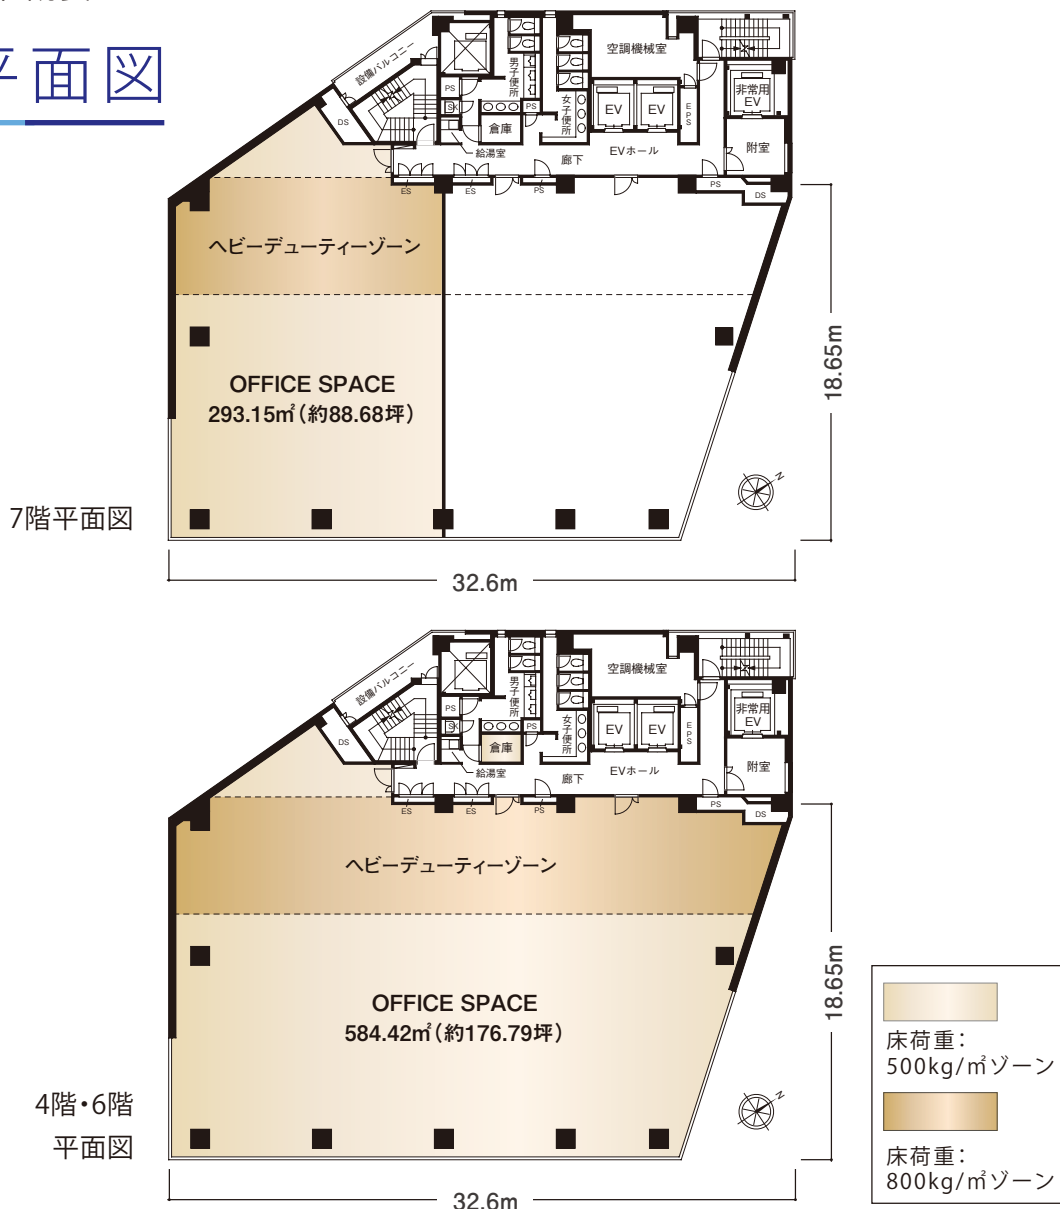 平面図
設備バルコニー
DS
PS
SK
男子便所
PS
倉庫
給湯室
女子便所
空調機械室
EV
EV
EPS
非常用
EV
附室
廊下
EVホール
ES
ES
PS
PS
DS
ヘビーデューティーゾーン
OFFICE SPACE
293.15㎡(約88.68坪)
18.65m
N
7階平面図
32.6m
設備バルコニー
DS
PS
SK
男子便所
PS
倉庫
給湯室
女子便所
空調機械室
EV
EV
EPS
非常用
EV
附室
廊下
EVホール
ES
ES
PS
PS
DS
ヘビーデューティーゾーン
OFFICE SPACE
584.42㎡(約176.79坪)
18.65m
N
4階・6階
平面図
32.6m
床荷重：
500kg/㎡ゾーン
床荷重：
800kg/㎡ゾーン